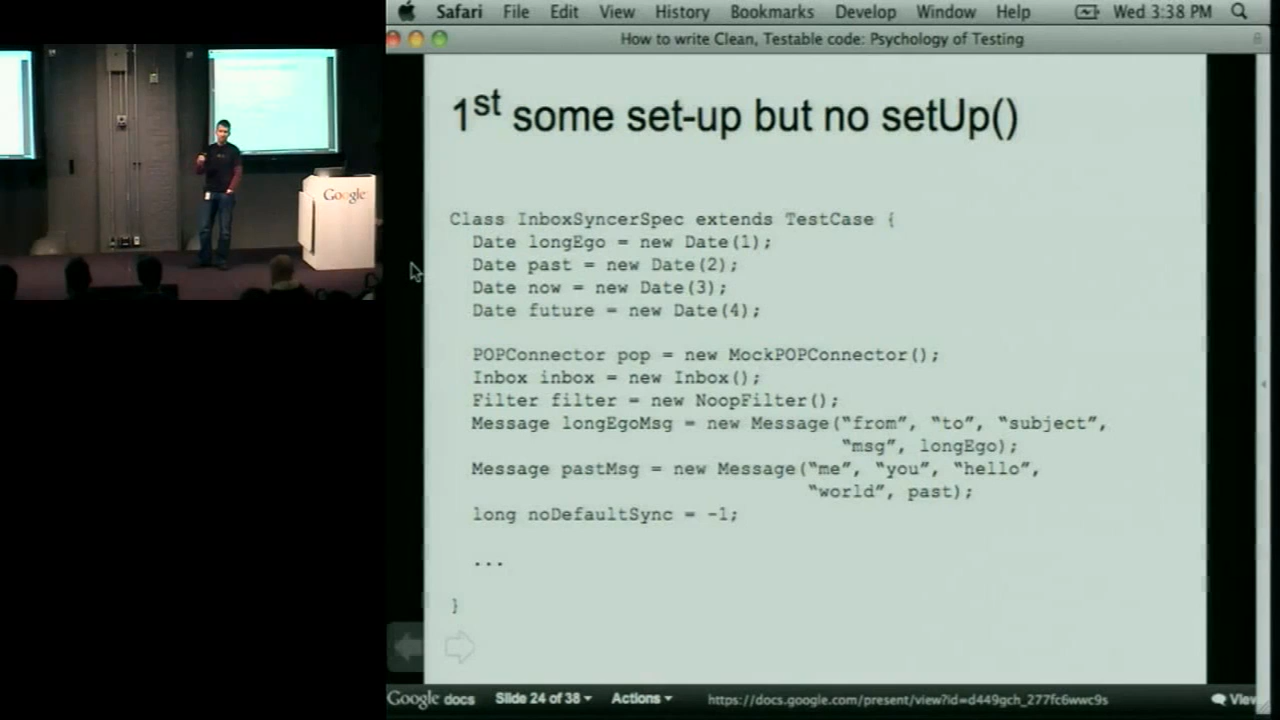 Safari File Edit View History Bookmarks Develop Window Help Wed 3:38 PM
How to write Clean, Testable code: Psychology of Testing
1st some set-up but no setUp()
Google
Class InboxSyncerSpec extends TestCase {
Date longEgo = new Date(1);
Date past = new Date(2);
Date now = new Date(3);
Date future = new Date(4);
POPConnector pop = new MockPOPConnector();
Inbox inbox = new Inbox();
Filter filter = new NoopFilter();
Message longEgoMsg = new Message(“from”, “to”, “subject”,
“msg”, longEgo);
Message pastMsg = new Message(“me”, “you”, “hello”,
“world”, past);
long noDefaultSync = -1;
...
}
Google docs Slide 24 of 38 Actions https://docs.google.com/present/view?id=d449gch_277fc6wwc9s View